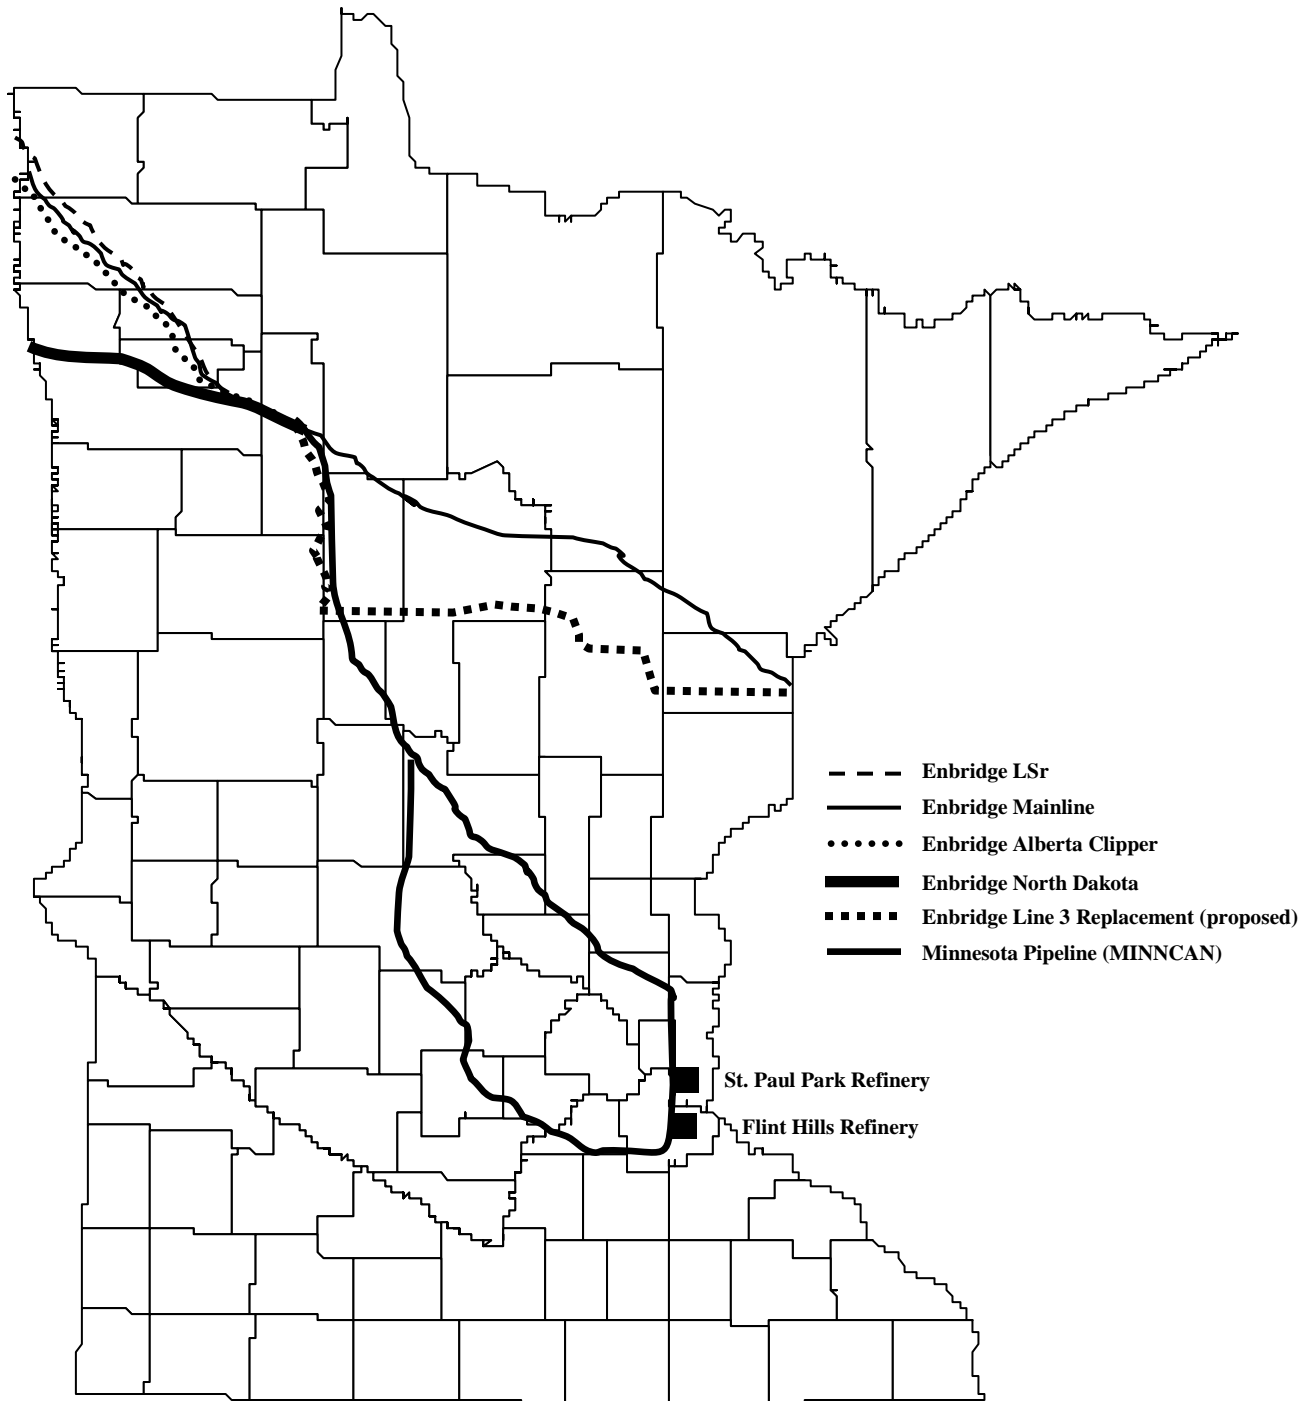 Enbridge LSr
Enbridge Mainline
Enbridge Alberta Clipper
Enbridge North Dakota
Enbridge Line 3 Replacement (proposed)
Minnesota Pipeline (MINNCAN)
St. Paul Park Refinery
Flint Hills Refinery